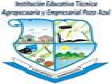 Institución Educativa Técnica
Agropecuaria y Empresarial Pozo Azul